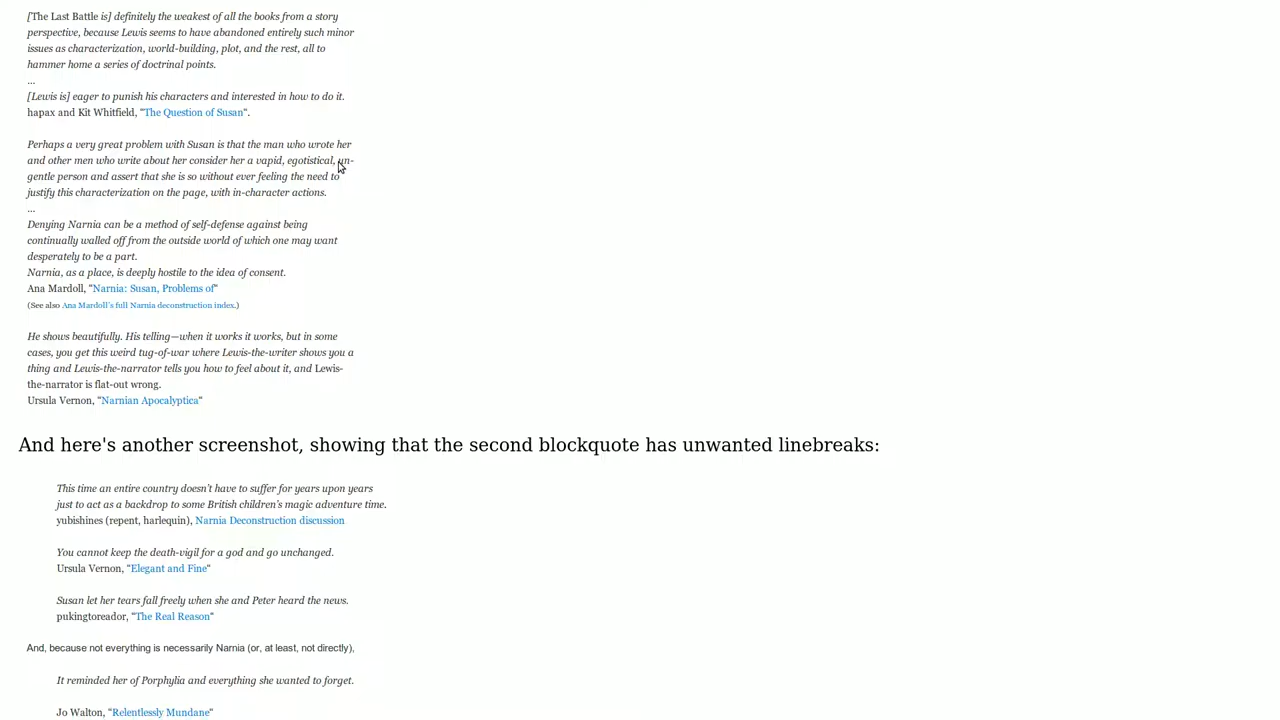 [The Last Battle is] definitely the weakest of all the books from a story
perspective, because Lewis seems to have abandoned entirely such minor
issues as characterization, world-building, plot, and the rest, all to
hammer home a series of doctrinal points.
...
[Lewis is] eager to punish his characters and interested in how to do it.
hapax and Kit Whitfield, “The Question of Susan“.
Perhaps a very great problem with Susan is that the man who wrote her
and other men who write about her consider her a vapid, egotistical, un-
gentle person and assert that she is so without ever feeling the need to
justify this characterization on the page, with in-character actions.
...
Denying Narnia can be a method of self-defense against being
continually walled off from the outside world of which one may want
desperately to be a part.
Narnia, as a place, is deeply hostile to the idea of consent.
Ana Mardoll, “Narnia: Susan, Problems of“
(See also Ana Mardoll’s full Narnia deconstruction index.)
He shows beautifully. His telling—when it works it works, but in some
cases, you get this weird tug-of-war where Lewis-the-writer shows you a
thing and Lewis-the-narrator tells you how to feel about it, and Lewis-
the-narrator is flat-out wrong.
Ursula Vernon, “Narnian Apocalyptica“
And here's another screenshot, showing that the second blockquote has unwanted linebreaks:
This time an entire country doesn’t have to suffer for years upon years
just to act as a backdrop to some British children’s magic adventure time.
yubishines (repent, harlequin), Narnia Deconstruction discussion
You cannot keep the death-vigil for a god and go unchanged.
Ursula Vernon, “Elegant and Fine“
Susan let her tears fall freely when she and Peter heard the news.
pukingtoreador, “The Real Reason“
And, because not everything is necessarily Narnia (or, at least, not directly),
It reminded her of Porphylia and everything she wanted to forget.
Jo Walton, “Relentlessly Mundane“